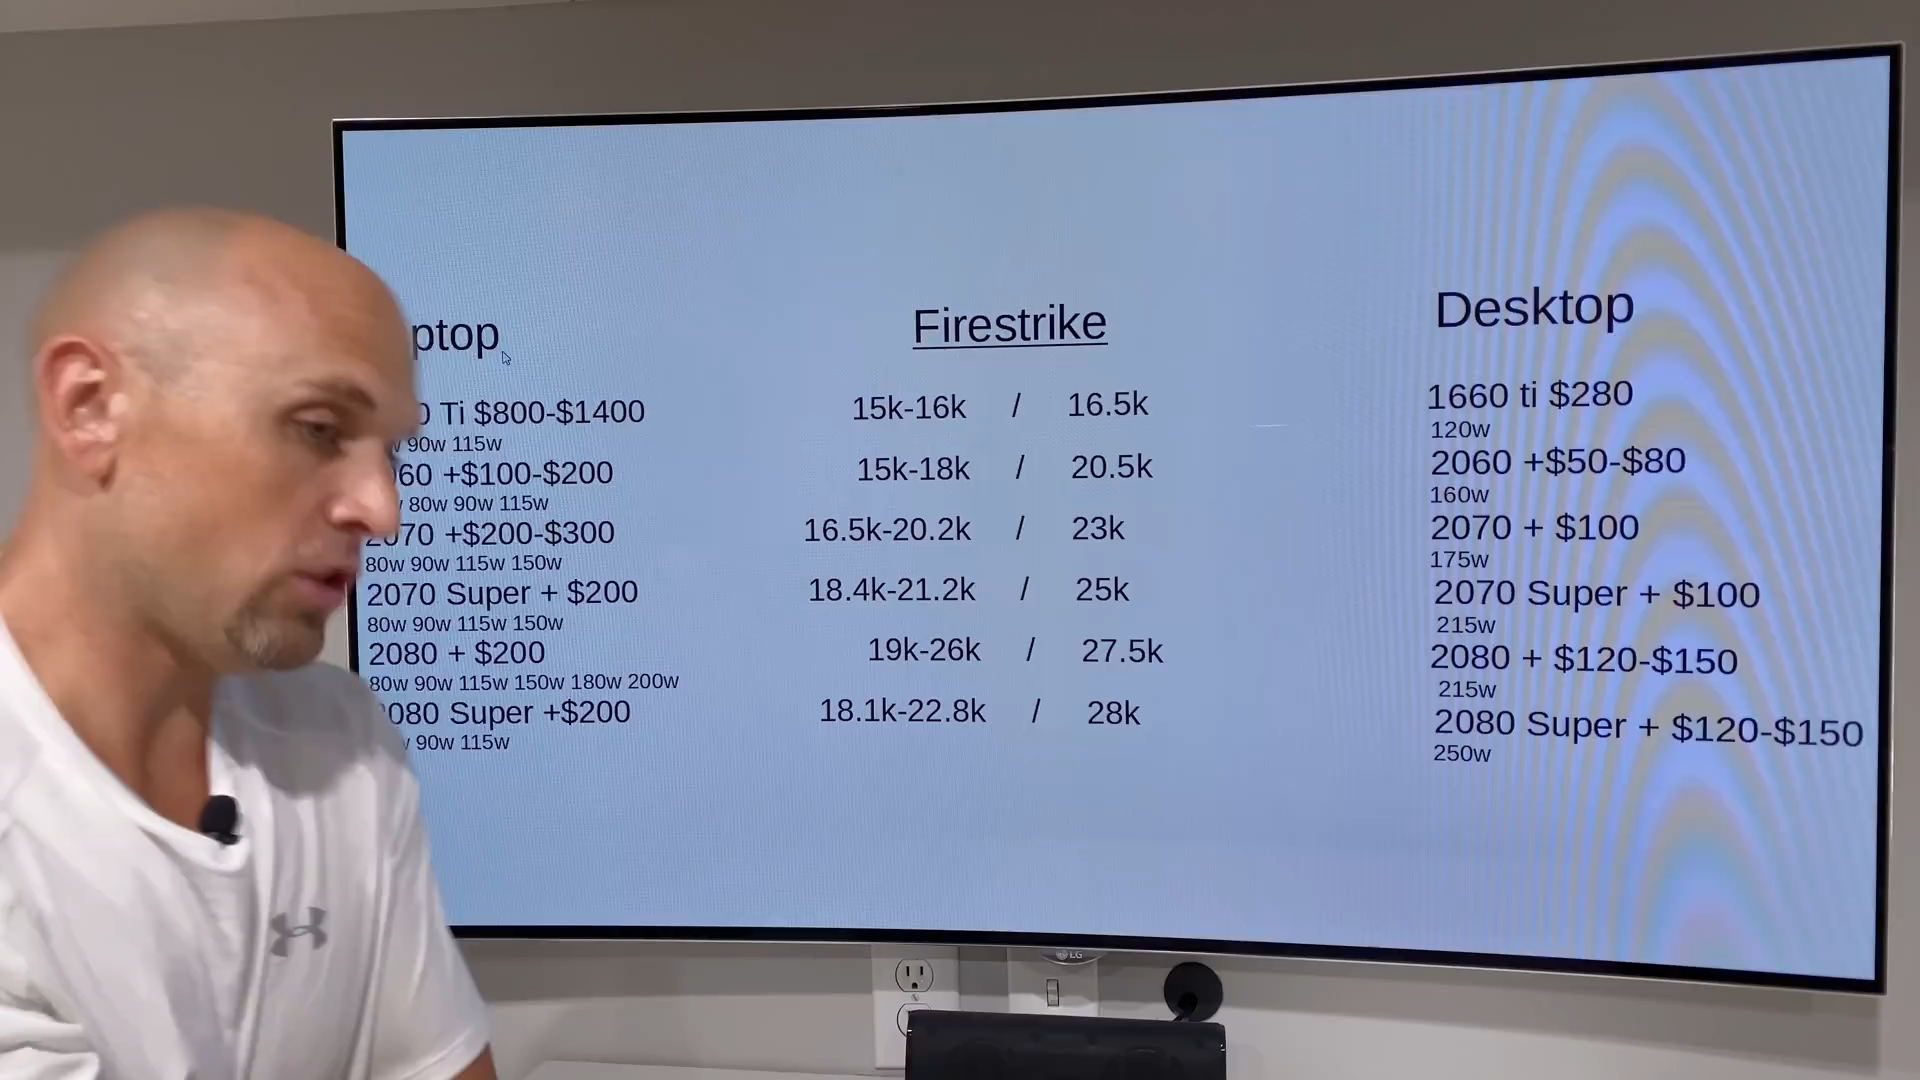 Firestrike
Desktop
Ti $800-$1400
90w 115w
15k-16k / 16.5k
1660 ti $280
120w
+$100-$200
80w 90w 115w
15k-18k / 20.5k
2060 +$50-$80
160w
2070 +$200-$300
80w 90w 115w 150w
16.5k-20.2k / 23k
2070 + $100
175w
2070 Super + $200
80w 90w 115w 150w
18.4k-21.2k / 25k
2070 Super + $100
215w
2080 + $200
80w 90w 115w 150w 180w 200w
19k-26k / 27.5k
2080 + $120-$150
215w
2080 Super +$200
90w 115w
18.1k-22.8k / 28k
2080 Super + $120-$150
250w
LG